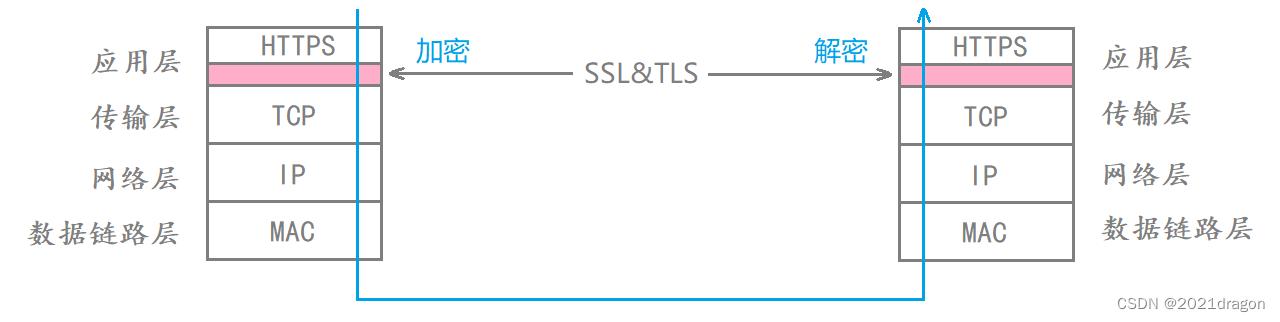 应用层
HTTPS
加密
SSL&TLS
解密
HTTPS
应用层
传输层
TCP
TCP
传输层
网络层
IP
IP
网络层
数据链路层
MAC
MAC
数据链路层
CSDN @2021dragon